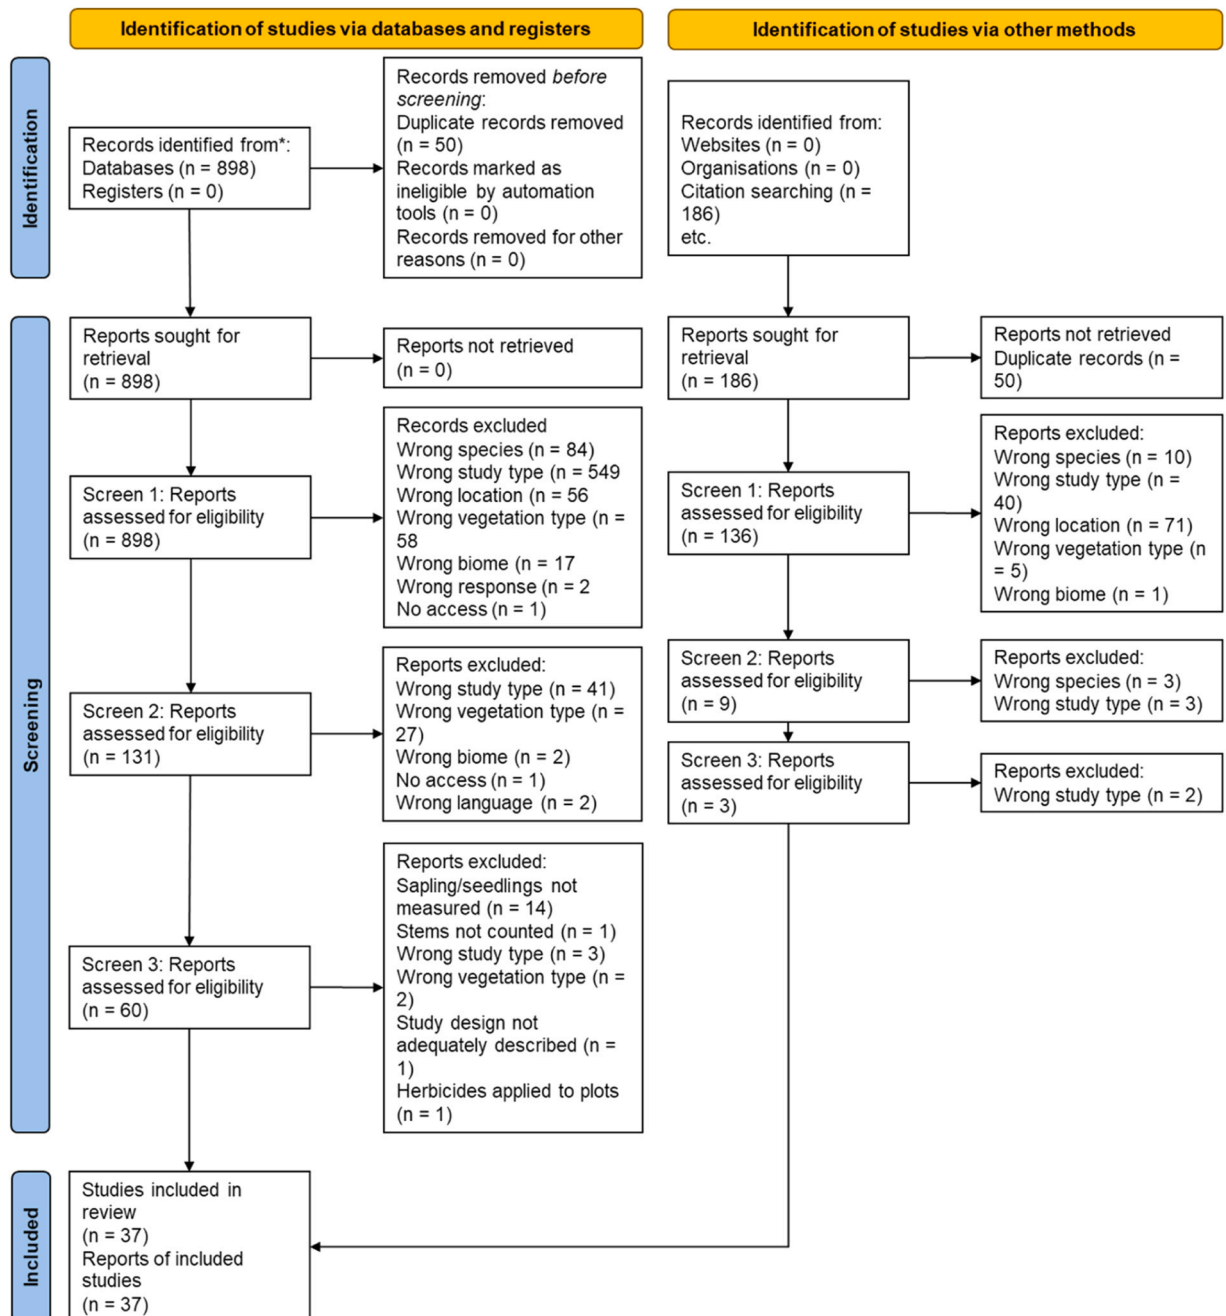 Identification of studies via databases and registers
Identification of studies via other methods
Identification
Records identified from*:
Databases (n = 898)
Registers (n = 0)
Records removed before
screening:
Duplicate records removed
(n = 50)
Records marked as
ineligible by automation
tools (n = 0)
Records removed for other
reasons (n = 0)
Records identified from:
Websites (n = 0)
Organisations (n = 0)
Citation searching (n =
186)
etc.
Screening
Reports sought for
retrieval
(n = 898)
Reports not retrieved
(n = 0)
Reports sought for
retrieval
(n = 186)
Reports not retrieved
Duplicate records (n =
50)
Screen 1: Reports
assessed for eligibility
(n = 898)
Records excluded
Wrong species (n = 84)
Wrong study type (n = 549
Wrong location (n = 56
Wrong vegetation type (n =
58
Wrong biome (n = 17
Wrong response (n = 2
No access (n = 1)
Screen 1: Reports
assessed for eligibility
(n = 136)
Reports excluded:
Wrong species (n = 10)
Wrong study type (n =
40)
Wrong location (n = 71)
Wrong vegetation type (n
= 5)
Wrong biome (n = 1)
Screen 2: Reports
assessed for eligibility
(n = 131)
Reports excluded:
Wrong study type (n = 41)
Wrong vegetation type (n =
27)
Wrong biome (n = 2)
No access (n = 1)
Wrong language (n = 2)
Screen 2: Reports
assessed for eligibility
(n = 9)
Reports excluded:
Wrong species (n = 3)
Wrong study type (n = 3)
Screen 3: Reports
assessed for eligibility
(n = 3)
Reports excluded:
Wrong study type (n = 2)
Screen 3: Reports
assessed for eligibility
(n = 60)
Reports excluded:
Sapling/seedlings not
measured (n = 14)
Stems not counted (n = 1)
Wrong study type (n = 3)
Wrong vegetation type (n =
2)
Study design not
adequately described (n =
1)
Herbicides applied to plots
(n = 1)
Included
Studies included in
review
(n = 37)
Reports of included
studies
(n = 37)